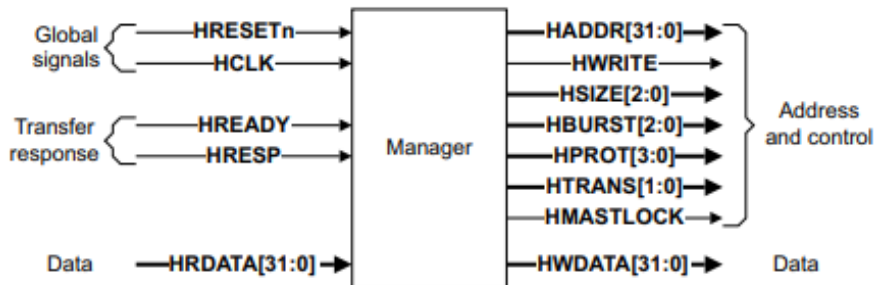 Global
signals
HRESETn
HCLK
Transfer
response
HREADY
HRESP
Data
HRDATA[31:0]
Manager
HADDR[31:0]
HWRITE
HSIZE[2:0]
HBURST[2:0]
HPROT[3:0]
HTRANS[1:0]
HMASTLOCK
Address
and control
HWDATA[31:0]
Data